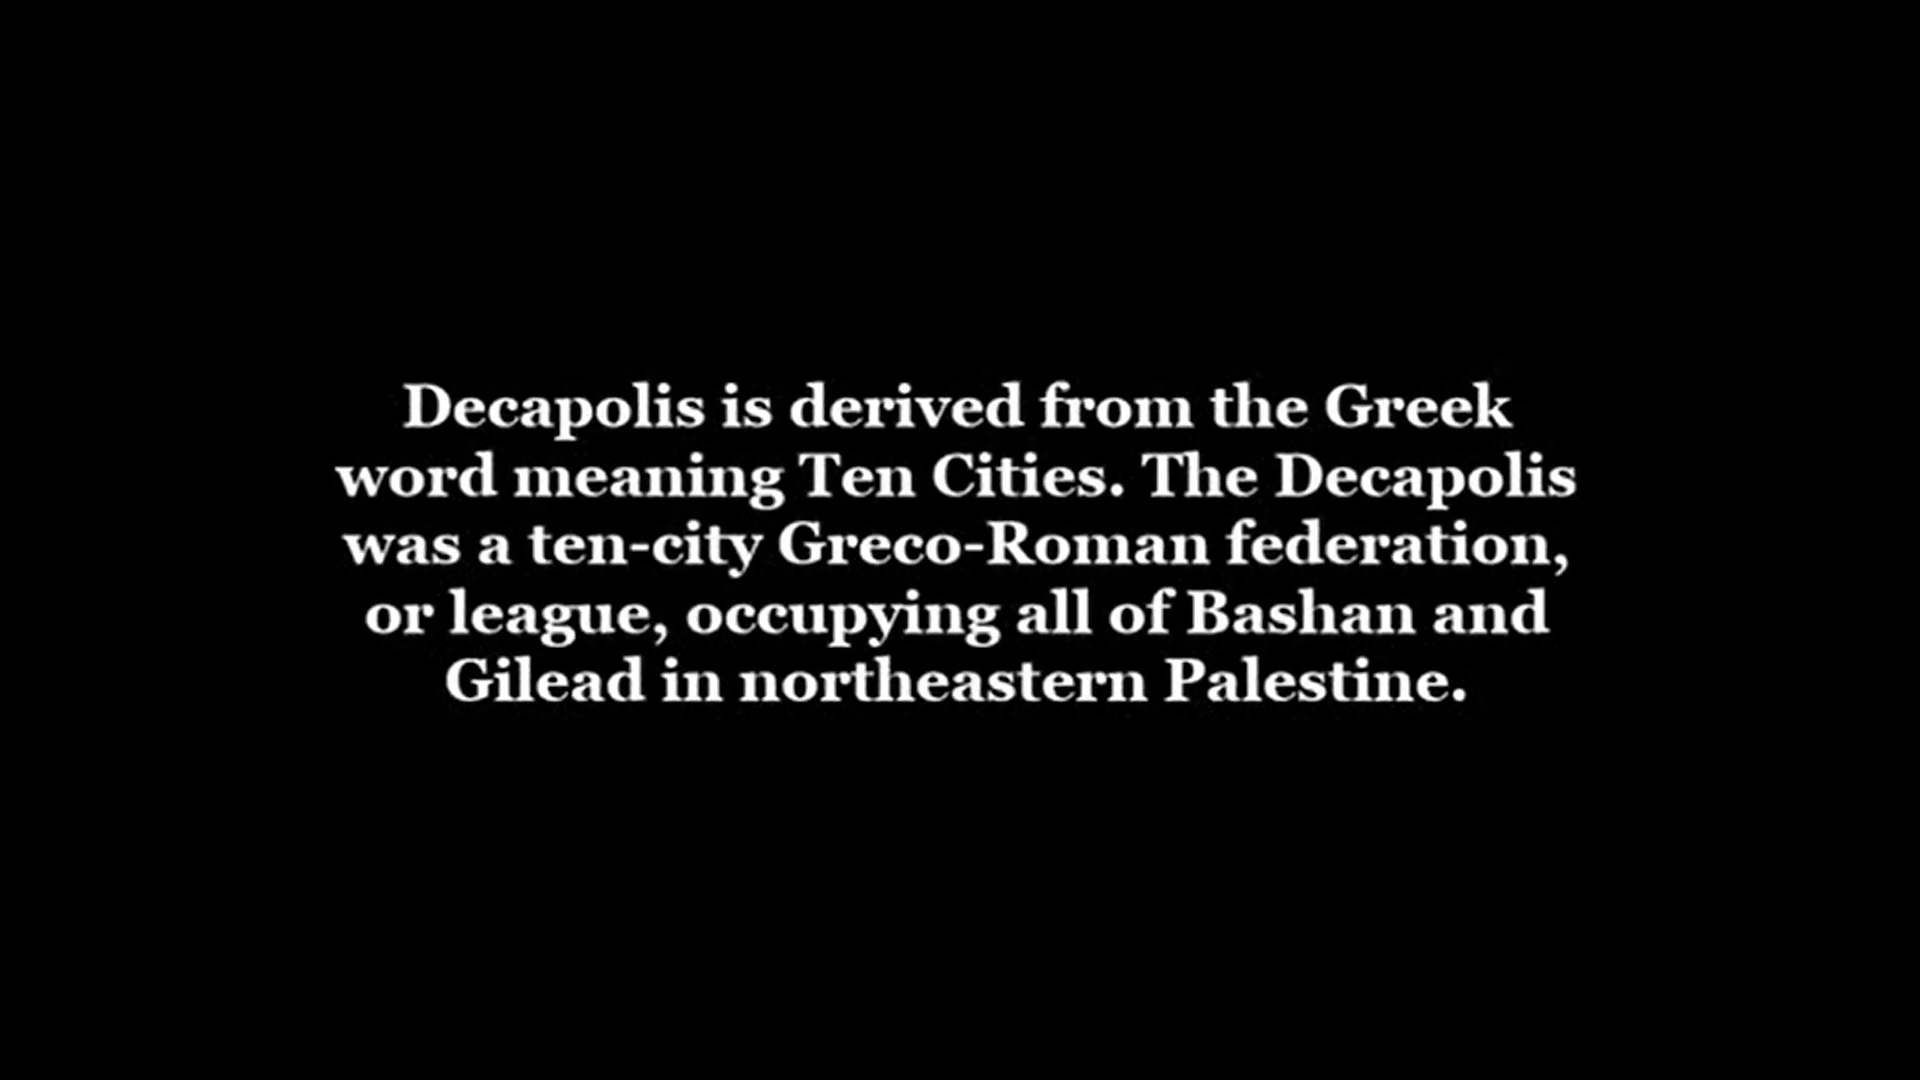 Decapolis is derived from the Greek
word meaning Ten Cities. The Decapolis
was a ten-city Greco-Roman federation,
or league, occupying all of Bashan and
Gilead in northeastern Palestine.